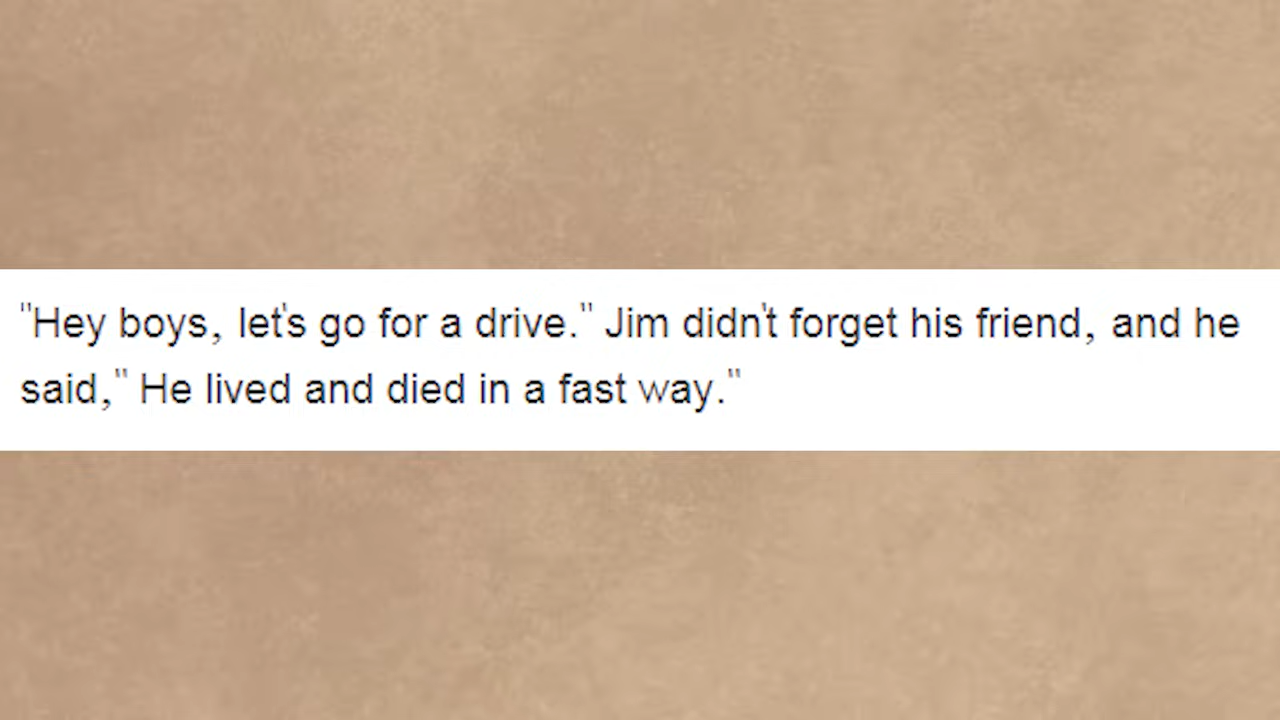 "Hey boys, let's go for a drive." Jim didn't forget his friend, and he
said," He lived and died in a fast way."